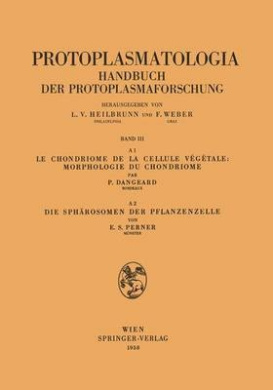 PROTOPLASMATOLOGIA
HANDBUCH
DER PROTOPLASMAFORSCHUNG
HERAUSGEGEBEN VON
L. V. HEILBRUNN UND F. WEBER
PHILADELPHIA GRAZ
BAND III
A 1
LE CHONDRIOME DE LA CELLULE VÉGÉTALE:
MORPHOLOGIE DU CHONDRIOME
PAR
P. DANGEARD
BORDEAUX
A 2
DIE SPHÄROSOMEN DER PFLANZENZELLE
VON
E. S. PERNER
MÜNSTER
WIEN
SPRINGER-VERLAG
1958